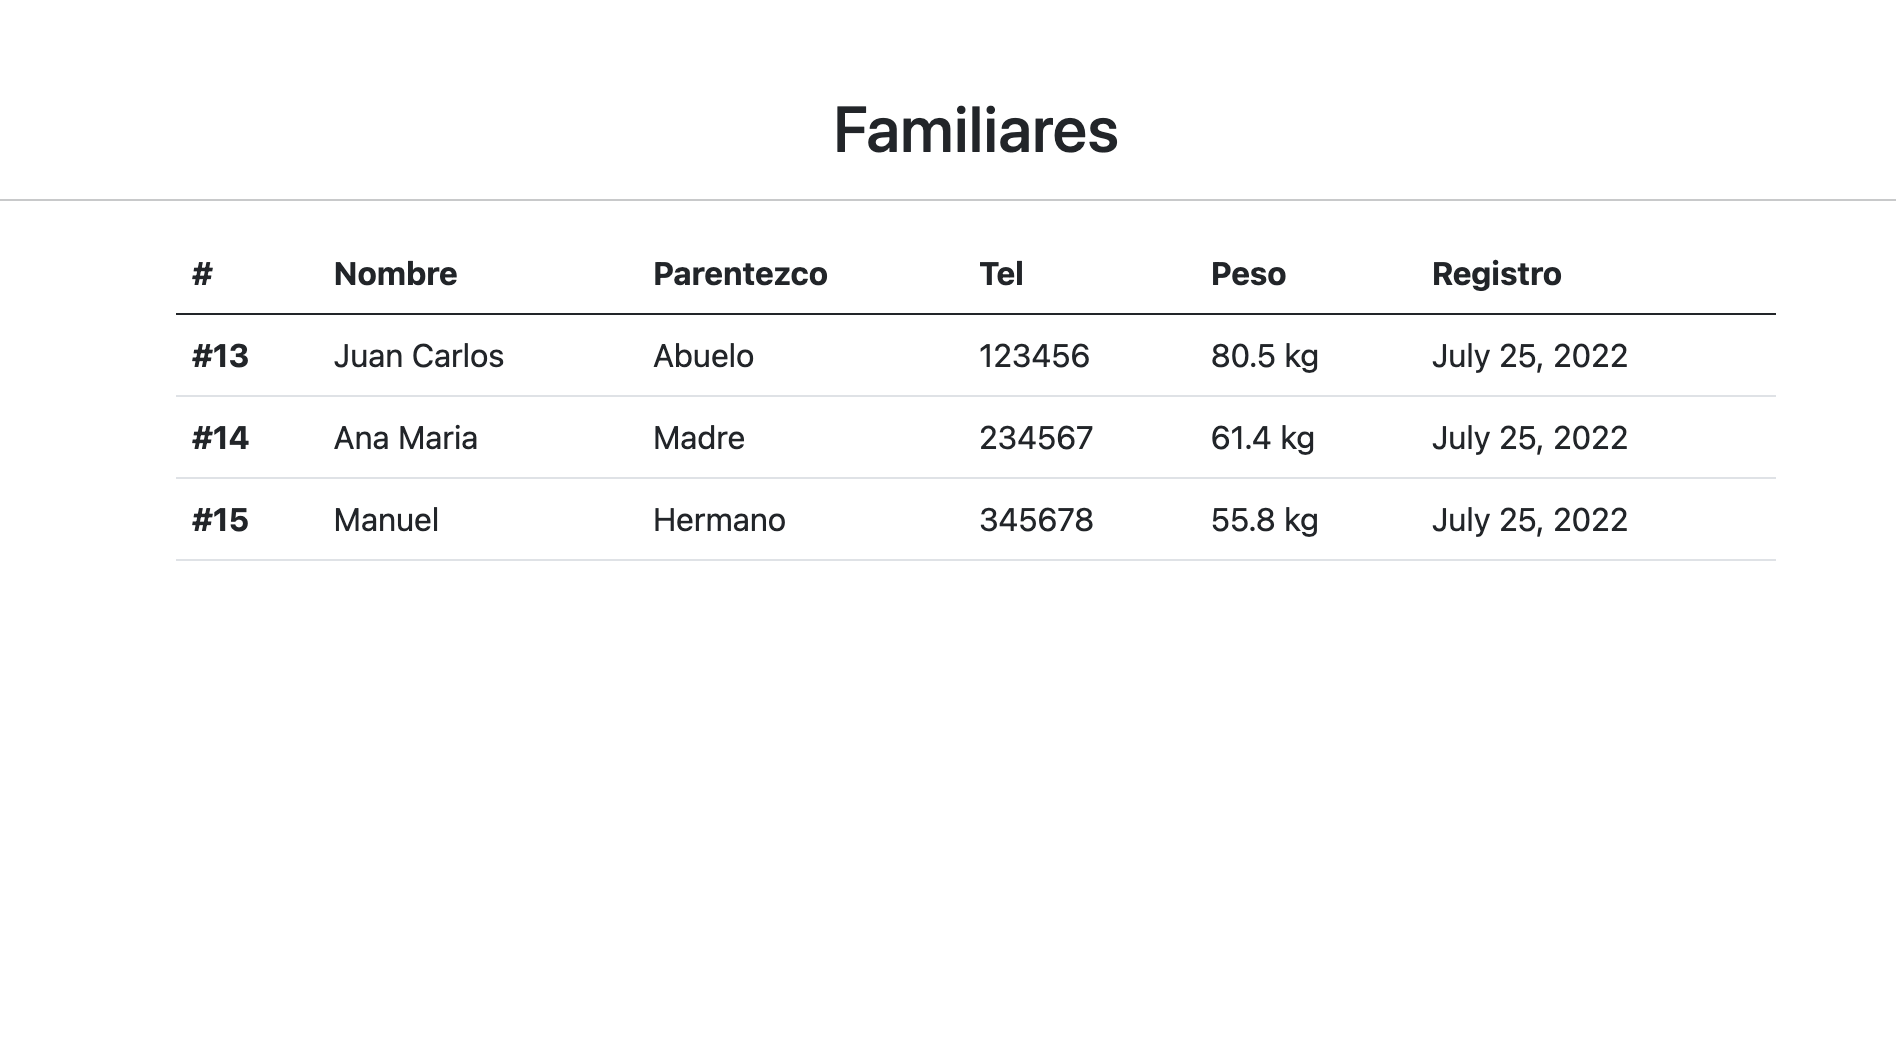 Familiares
# Nombre Parentezco Tel Peso Registro
#13 Juan Carlos Abuelo 123456 80.5 kg July 25, 2022
#14 Ana Maria Madre 234567 61.4 kg July 25, 2022
#15 Manuel Hermano 345678 55.8 kg July 25, 2022